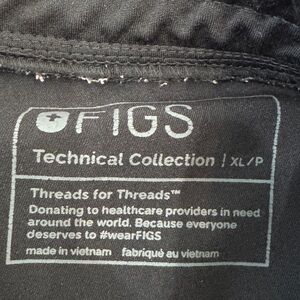 FIGS
Technical Collection | XL/P
Threads for Threads™
Donating to healthcare providers in need
around the world. Because everyone
deserves to #wearFIGS
made in vietnam fabriqué au vietnam